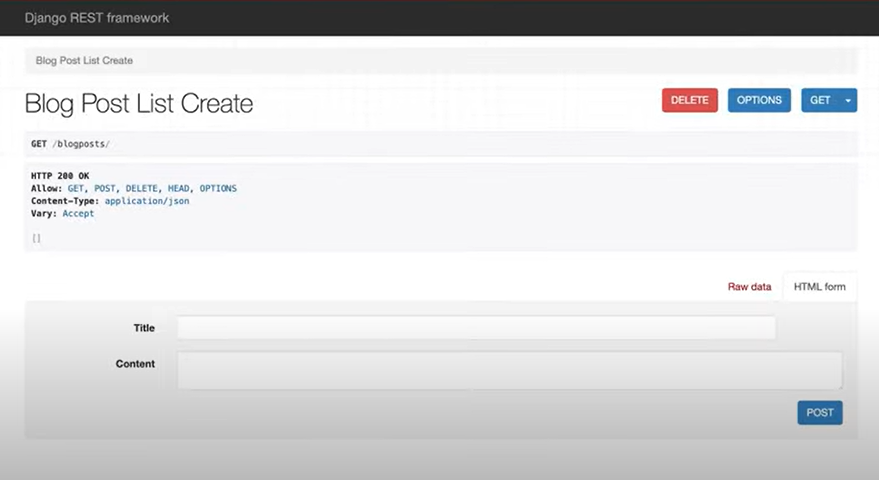 Django REST framework
Blog Post List Create
Blog Post List Create
DELETE
OPTIONS
GET
GET /blogposts/
HTTP 200 OK
Allow: GET, POST, DELETE, HEAD, OPTIONS
Content-Type: application/json
Vary: Accept
[]
Raw data
HTML form
Title
Content
POST